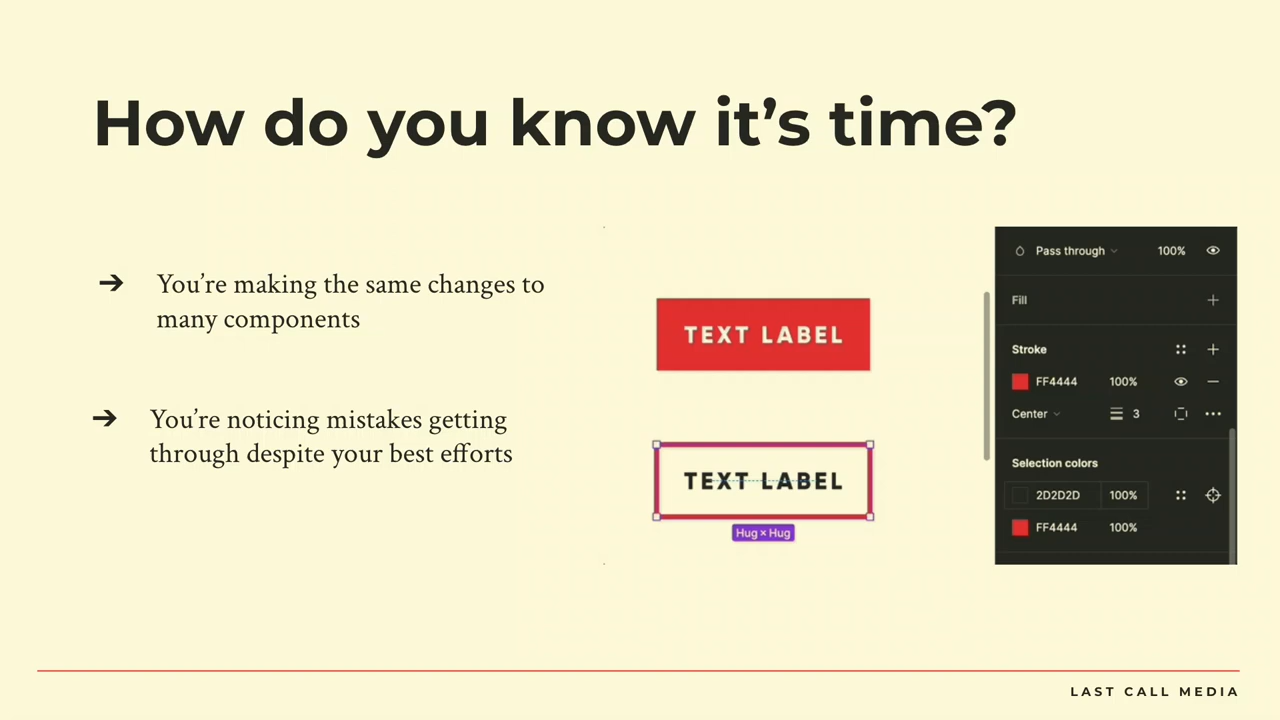 How do you know it’s time?
➔ You’re making the same changes to
many components
➔ You’re noticing mistakes getting
through despite your best efforts
TEXT LABEL
TEXT LABEL
Hug × Hug
Pass through 100%
Fill
Stroke
FF4444 100%
Center 3
Selection colors
2D2D2D 100%
FF4444 100%
LAST CALL MEDIA